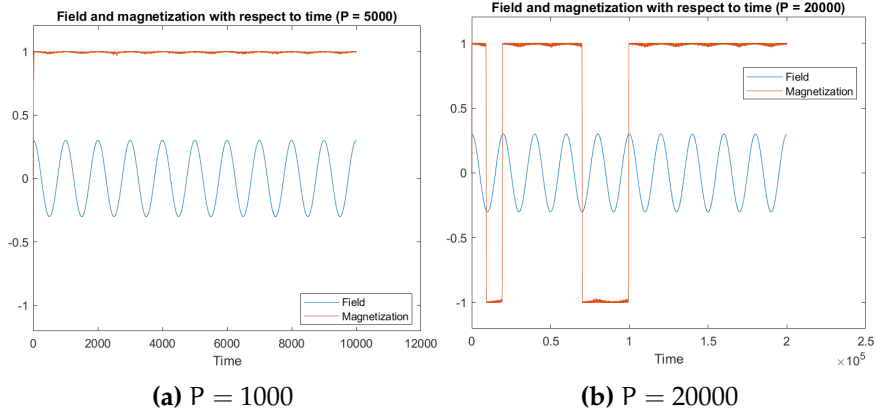 Field and magnetization with respect to time (P = 5000)
1
0.5
0
-0.5
-1
Field
Magnetization
0 2000 4000 6000 8000 10000 12000
Time
(a) P = 1000
Field and magnetization with respect to time (P = 20000)
1
0.5
0
-0.5
-1
Field
Magnetization
0 0.5 1 1.5 2 2.5
Time
×10^5
(b) P = 20000